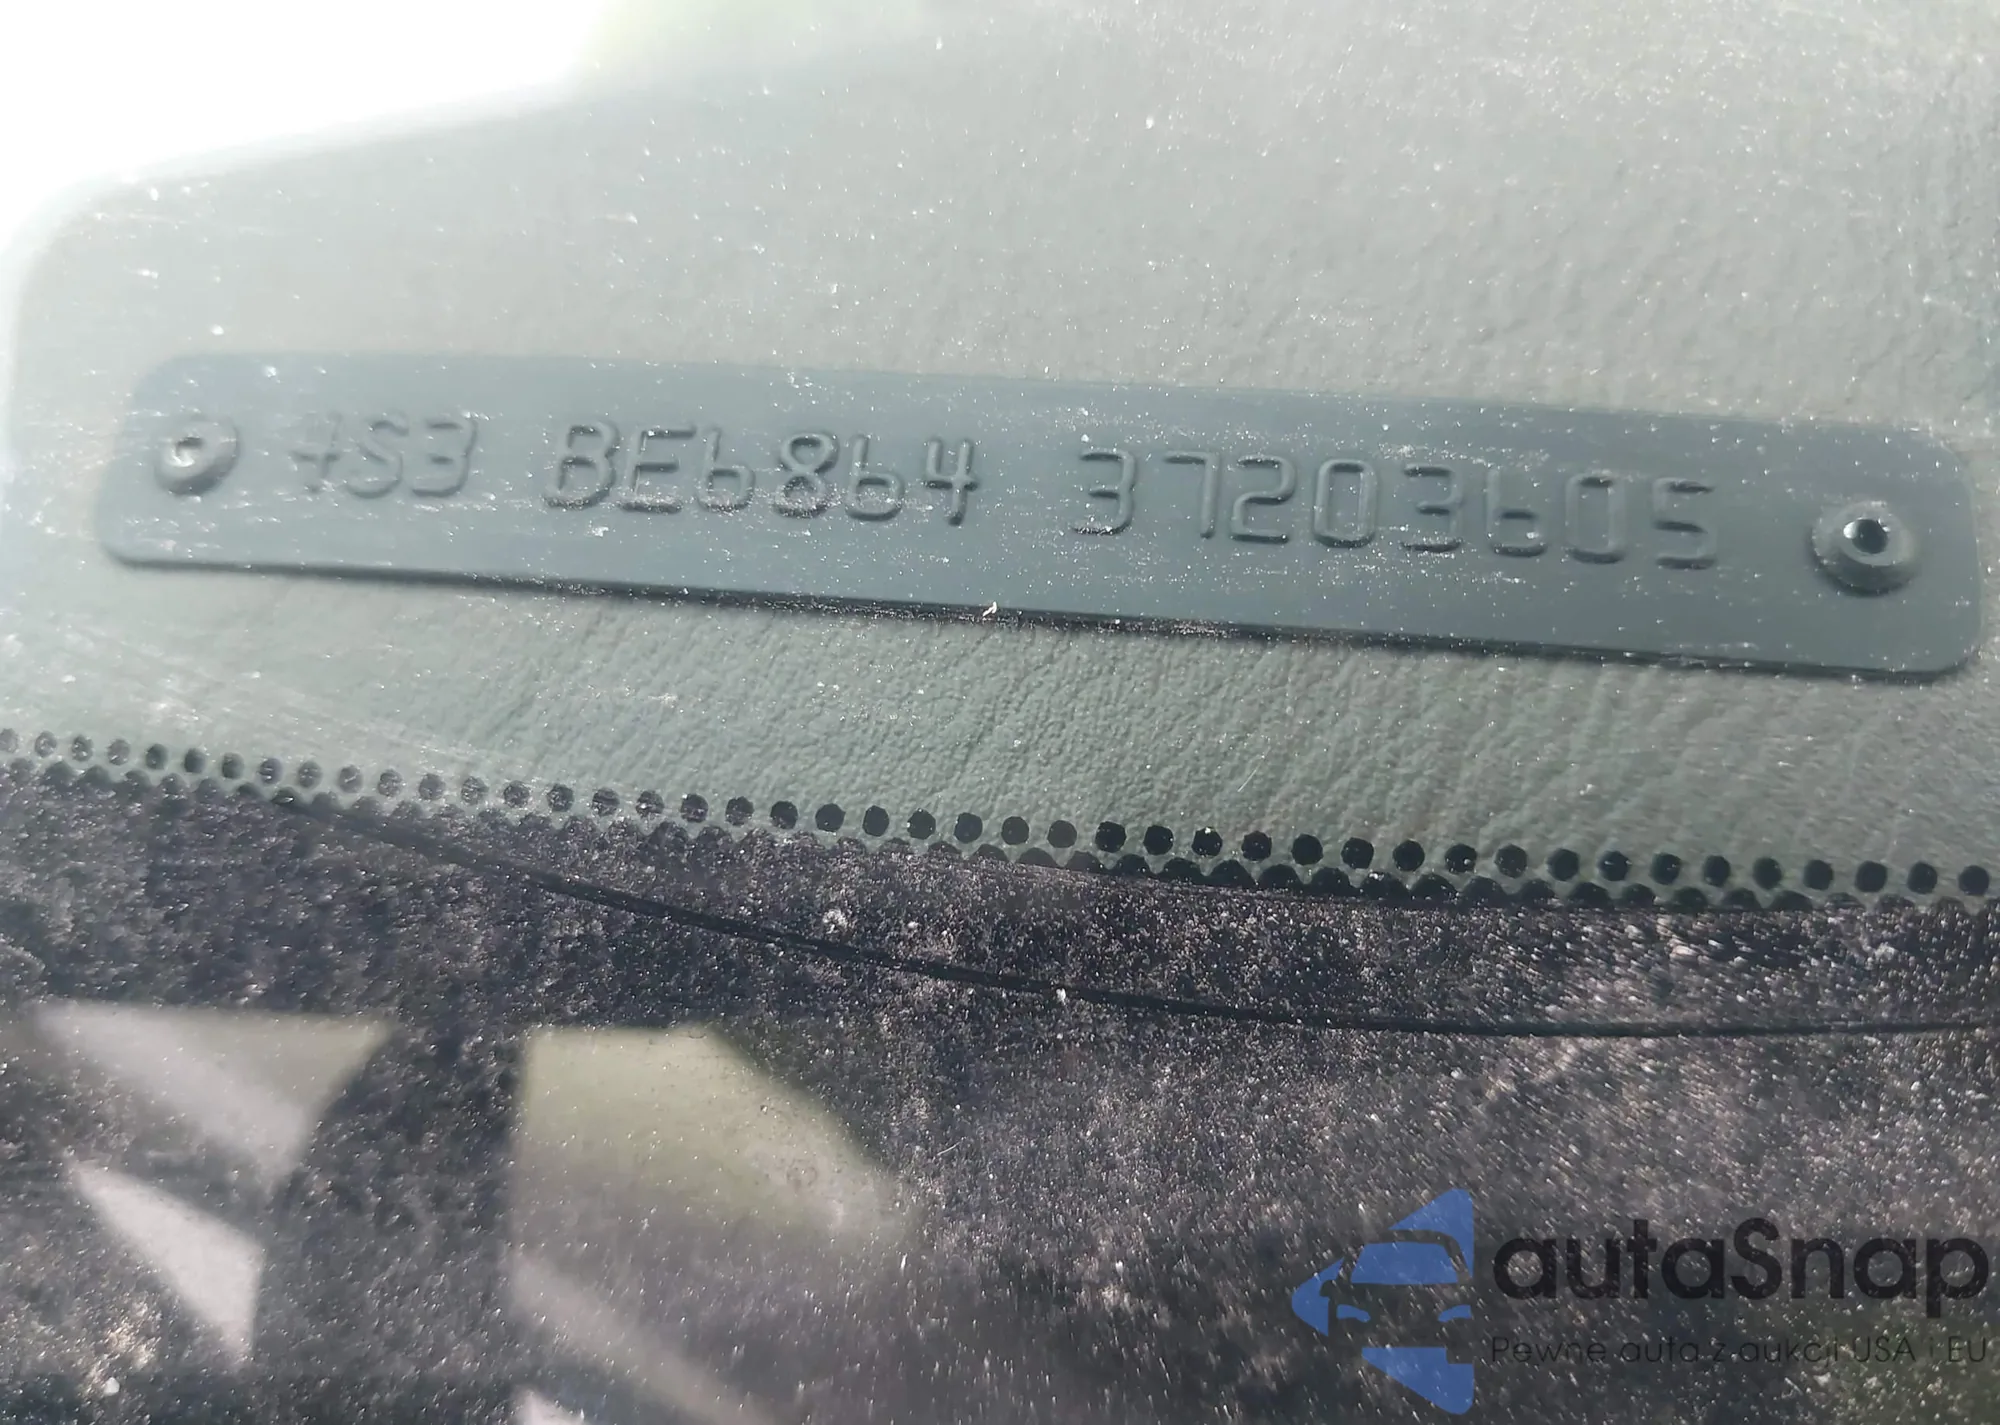 4S3 BE6864 37203605
autaSnap
Pewne auta z aukcji USA i EU